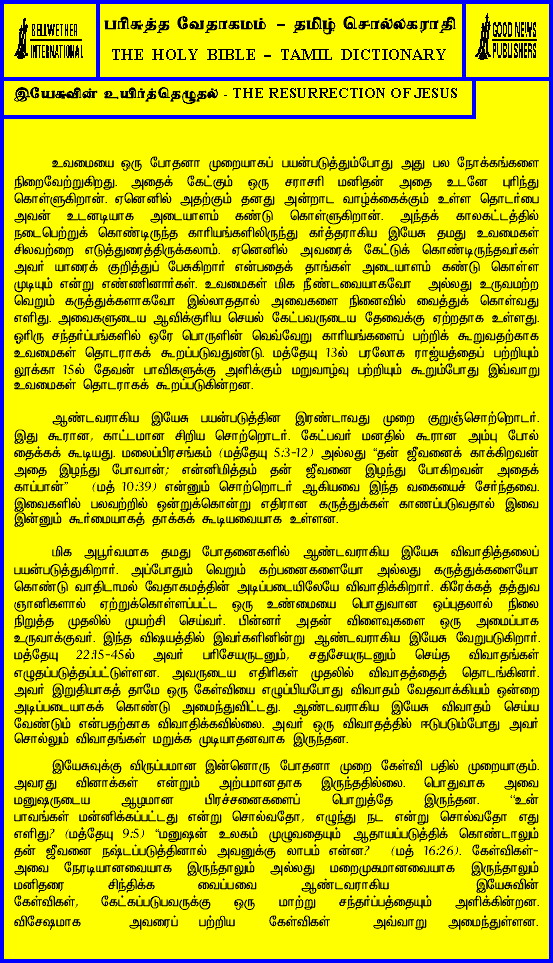 BELLWETHER
INTERNATIONAL
பரிசுத்த வேதாகமம் – தமிழ் சொல்லகராதி
THE HOLY BIBLE – TAMIL DICTIONARY
GOOD NEWS
PUBLISHERS
இயேசுவின் உயிர்த்தெழுதல் - THE RESURRECTION OF JESUS
உவமையை ஒரு போதனா முறையாகப் பயன்படுத்தும்போது அது பல நோக்கங்களை
நிறைவேற்றுகிறது. அதைக் கேட்கும் ஒரு சராசரி மனிதன் அதை உடனே புரிந்து
கொள்ளுகிறான். ஏனெனில் அதற்கும் தனது அன்றாட வாழ்க்கைக்கும் உள்ள தொடர்பை
அவன் உடனடியாக அடையாளம் கண்டு கொள்ளுகிறான். அந்தக் காலகட்டத்தில்
நடைபெற்றுக் கொண்டிருந்த காரியங்களிலிருந்து கர்த்தராகிய இயேசு தமது உவமைகள்
சிலவற்றை எடுத்துரைத்திருக்கலாம். ஏனெனில் அவரைக் கேட்டுக் கொண்டிருந்தவர்கள்
அவர் யாரைக் குறித்துப் பேசுகிறார் என்பதைக் தாங்கள் அடையாளம் கண்டு கொள்ள
முடியும் என்று எண்ணினார்கள். உவமைகள் மிக நீண்டவையாகவோ அல்லது உருவமற்ற
வெறும் கருத்துக்களாகவோ இல்லாததால் அவைகளை நினைவில் வைத்துக் கொள்வது
எளிது. அவைகளுடைய ஆவிக்குரிய செயல் கேட்பவருடைய தேவைக்கு ஏற்றதாக உள்ளது.
ஓரிரு சந்தர்ப்பங்களில் ஒரே பொருளின் வெவ்வேறு காரியங்களைப் பற்றிக் கூறுவதற்காக
உவமைகள் தொடராகக் கூறப்படுவதுண்டு. மத்தேயு 13ல் பரலோக ராஜ்யத்தைப் பற்றியும்
லூக்கா 15ல் தேவன் பாவிகளுக்கு அளிக்கும் மறுவாழ்வு பற்றியும் கூறும்போது இவ்வாறு
உவமைகள் தொடராகக் கூறப்படுகின்றன.
ஆண்டவராகிய இயேசு பயன்படுத்தின இரண்டாவது முறை குறுஞ்சொற்றொடர்.
இது கூரான, காட்டமான சிறிய சொற்றொடர். கேட்பவர் மனதில் கூரான அம்பு போல்
தைக்கக் கூடியது. மலைப்பிரசங்கம் (மத்தேயு 5:3-12) அல்லது “தன் ஜீவனைக் காக்கிறவன்
அதை இழந்து போவான்; என்னிமித்தம் தன் ஜீவனை இழந்து போகிறவன் அதைக்
காப்பான்” (மத் 10:39) என்னும் சொற்றொடர் ஆகியவை இந்த வகையைச் சேர்ந்தவை.
இவைகளில் பலவற்றில் ஒன்றுக்கொன்று எதிரான கருத்துக்கள் காணப்படுவதால் இவை
இன்னும் கூர்மையாகத் தாக்கக் கூடியவையாக உள்ளன.
மிக அபூர்வமாக தமது போதனைகளில் ஆண்டவராகிய இயேசு விவாதித்தலைப்
பயன்படுத்துகிறார். அப்போதும் வெறும் கற்பனைகளையோ அல்லது கருத்துக்களையோ
கொண்டு வாதிடாமல் வேதாகமத்தின் அடிப்படையிலேயே விவாதிக்கிறார். கிரேக்கத் தத்துவ
ஞானிகளால் ஏற்றுக்கொள்ளப்பட்ட ஒரு உண்மையை பொதுவான ஒப்புதலால் நிலை
நிறுத்த முதலில் முயற்சி செய்வர். பின்னர் அதன் விளைவுகளை ஒரு அமைப்பாக
உருவாக்குவர். இந்த விஷயத்தில் இவர்களினின்று ஆண்டவராகிய இயேசு வேறுபடுகிறார்.
மத்தேயு 22:15-45ல் அவர் பரிசேயருடனும், சதுசேயருடனும் செய்த விவாதங்கள்
எழுதப்படுத்தப்பட்டுள்ளன. அவருடைய எதிரிகள் முதலில் விவாதத்தைத் தொடங்கினர்.
அவர் இறுதியாகத் தாமே ஒரு கேள்வியை எழுப்பியபோது விவாதம் வேதவாக்கியம் ஒன்றை
அடிப்படையாகக் கொண்டு அமைந்துவிட்டது. ஆண்டவராகிய இயேசு விவாதம் செய்ய
வேண்டும் என்பதற்காக விவாதிக்கவில்லை. அவர் ஒரு விவாதத்தில் ஈடுபடும்போது அவர்
சொல்லும் விவாதங்கள் மறுக்க முடியாதனவாக இருந்தன.
இயேசுவுக்கு விருப்பமான இன்னொரு போதனா முறை கேள்வி பதில் முறையாகும்.
அவரது வினாக்கள் என்றும் அற்பமானதாக இருந்ததில்லை. பொதுவாக அவை
மனுஷருடைய ஆழமான பிரச்சனைகளைப் பொறுத்தே இருந்தன. “உன்
பாவங்கள் மன்னிக்கப்பட்டது என்று சொல்வதோ, எழுந்து நட என்று சொல்வதோ எது
எளிது? (மத்தேயு 9:5) “மனுஷன் உலகம் முழுவதையும் ஆதாயப்படுத்திக் கொண்டாலும்
தன் ஜீவனை நஷ்டப்படுத்தினால் அவனுக்கு லாபம் என்ன? (மத் 16:26). கேள்விகள்-
அவை நேரடியானவையாக இருந்தாலும் அல்லது மறைமுகமானவையாக இருந்தாலும்
மனிதரை சிந்திக்க வைப்பவை ஆண்டவராகிய இயேசுவின்
கேள்விகள், கேட்கப்படுபவருக்கு ஒரு மாற்று சந்தர்ப்பத்தையும் அளிக்கின்றன.
விசேஷமாக அவரைப் பற்றிய கேள்விகள் அவ்வாறு அமைந்துள்ளன.